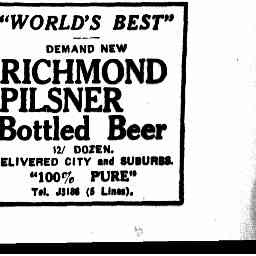 "WORLD'S BEST"
DEMAND NEW
RICHMOND
PILSNER
Bottled Beer
12/ DOZEN.
ELIVERED CITY and SUBURBS.
"100% PURE"
Tel. J3186 (5 Lines).